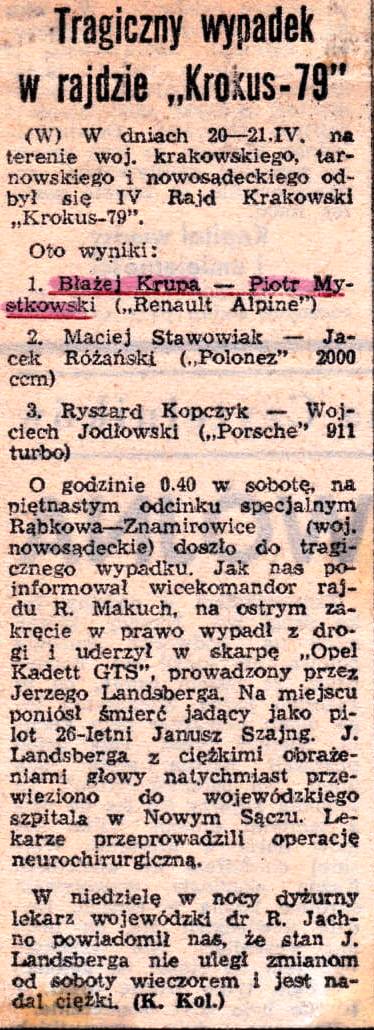 Tragiczny wypadek
w rajdzie „Krokus-79”
(W) W dniach 20—21.IV. na
terenie woj. krakowskiego, tar-
nowskiego i nowosądeckiego od-
był się IV Rajd Krakowski
„Krokus-79”.
Oto wyniki:
1. Błażej Krupa — Piotr My-
stkowski („Renault Alpine”)
2. Maciej Stawowiak — Ja-
cek Różański („Polonez” 2000
ccm)
3. Ryszard Kopczyk — Woj-
ciech Jodłowski („Porsche” 911
turbo)
O godzinie 0.40 w sobotę, na
piętnastym odcinku specjalnym
Rąbkowa—Znamirowice (woj.
nowosądeckie) doszło do tragi-
cznego wypadku. Jak nas po-
informował wicekomandor raj-
du R. Makuch, na ostrym za-
kręcie w prawo wypadł z dro-
gi i uderzył w skarpę „Opel
Kadett GTS”, prowadzony przez
Jerzego Landsberga. Na miejscu
poniósł śmierć jadący jako pi-
lot 26-letni Janusz Szajng. J.
Landsberga z ciężkimi obraże-
niami głowy natychmiast prze-
wieziono do wojewódzkiego
szpitala w Nowym Sączu. Le-
karze przeprowadzili operację
neurochirurgiczną.
W niedzielę w nocy dyżurny
lekarz wojewódzki dr R. Jach-
no powiadomił nas, że stan J.
Landsberga nie uległ zmianom
od soboty wieczorem i jest na-
dal ciężki. (K. Kol.)